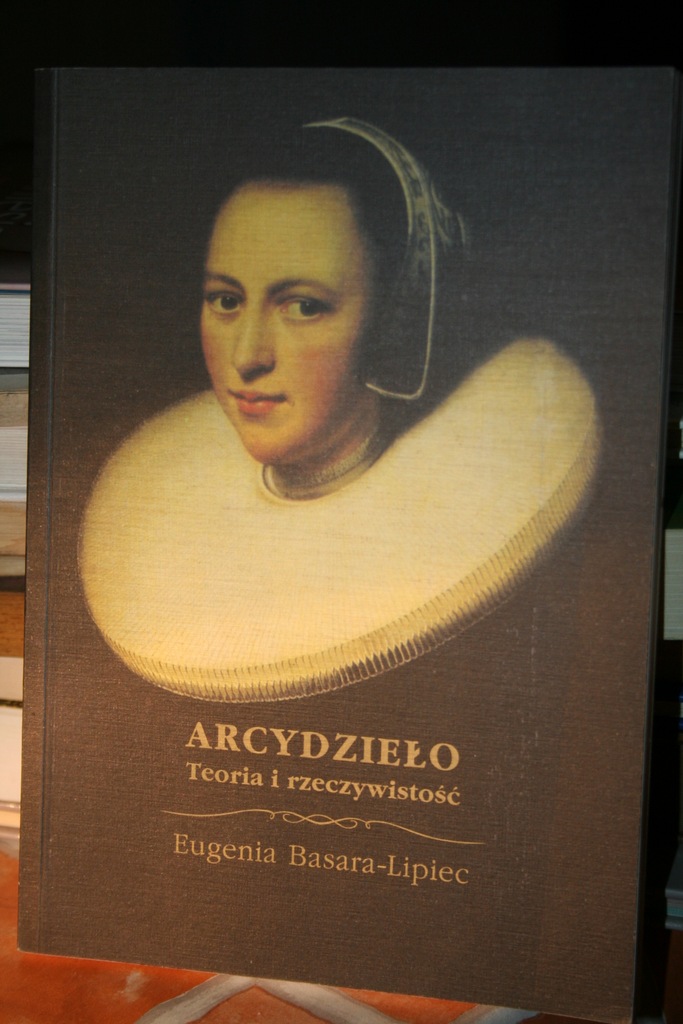 ARCYDZIEŁO
Teoria i rzeczywistość
Eugenia Basara-Lipiec